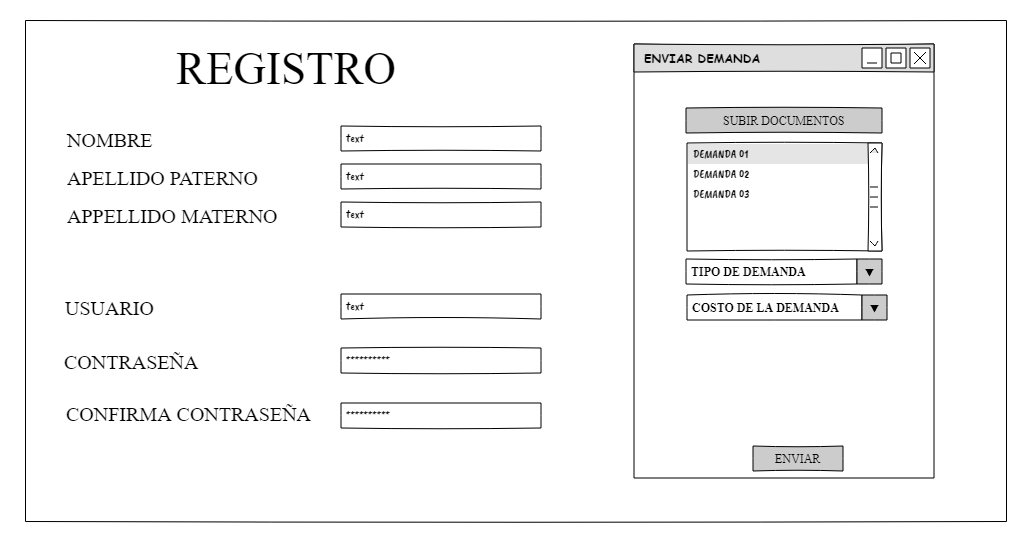 REGISTRO
NOMBRE
text
APELLIDO PATERNO
text
APPELLIDO MATERNO
text
USUARIO
text
CONTRASEÑA
**********
CONFIRMA CONTRASEÑA
**********
ENVIAR DEMANDA
SUBIR DOCUMENTOS
DEMANDA 01
DEMANDA 02
DEMANDA 03
TIPO DE DEMANDA
COSTO DE LA DEMANDA
ENVIAR